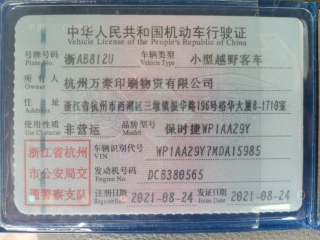 中华人民共和国机动车行驶证
Vehicle License of the People's Republic of China
号牌号码 浙AB812U 车辆类型 小型越野客车
Plate No. Vehicle Type
所有人 杭州万豪印刷物资有限公司
Owner
住址 浙江省杭州市西湖区三墩镇振华路196号裕华大厦B-1710室
Address
使用性质 非营运 品牌型号 保时捷WP1AA29Y
Use Character Model
浙江省杭州 车辆识别代号 WP1AA29Y7MDA15985
VIN
市公安局交 发动机号码 DCB380565
Engine No.
通警察支队 注册日期 2021-08-24 发证日期 2021-08-24
Register Date Issue Date